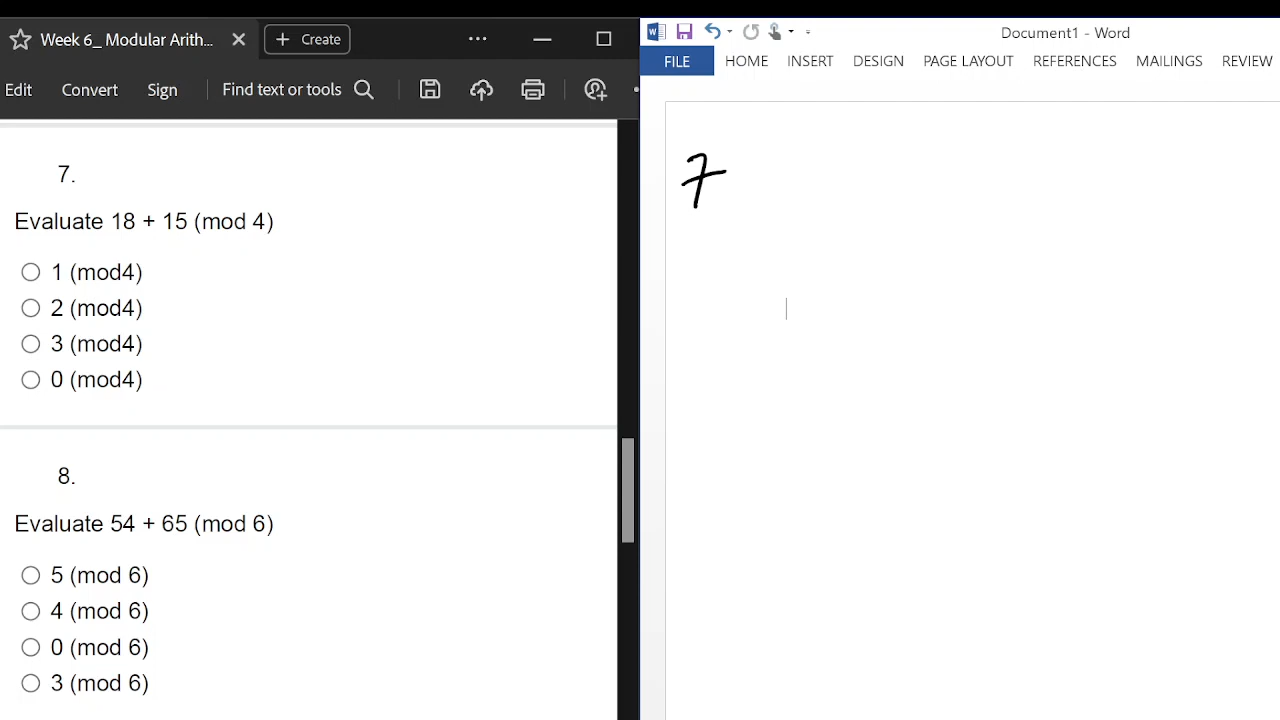 Week 6_ Modular Arith...
+ Create
Edit Convert Sign Find text or tools
7.
Evaluate 18 + 15 (mod 4)
1 (mod4)
2 (mod4)
3 (mod4)
0 (mod4)
8.
Evaluate 54 + 65 (mod 6)
5 (mod 6)
4 (mod 6)
0 (mod 6)
3 (mod 6)
Document1 - Word
FILE HOME INSERT DESIGN PAGE LAYOUT REFERENCES MAILINGS REVIEW
7